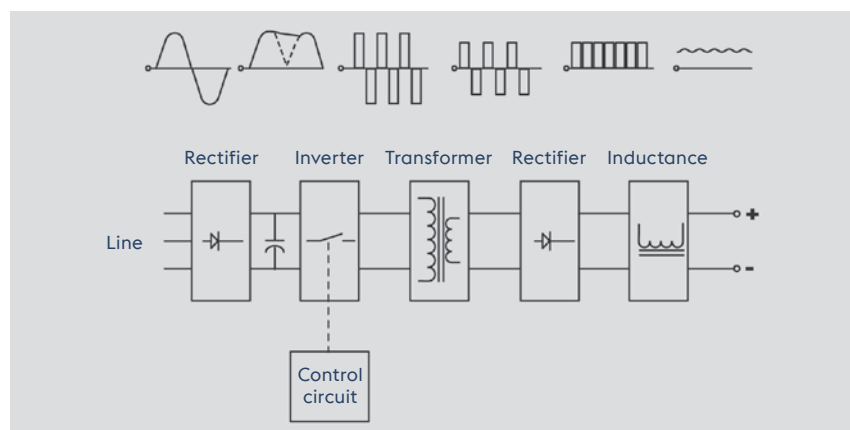 Rectifier Inverter Transformer Rectifier Inductance
+
Line
-
Control
circuit